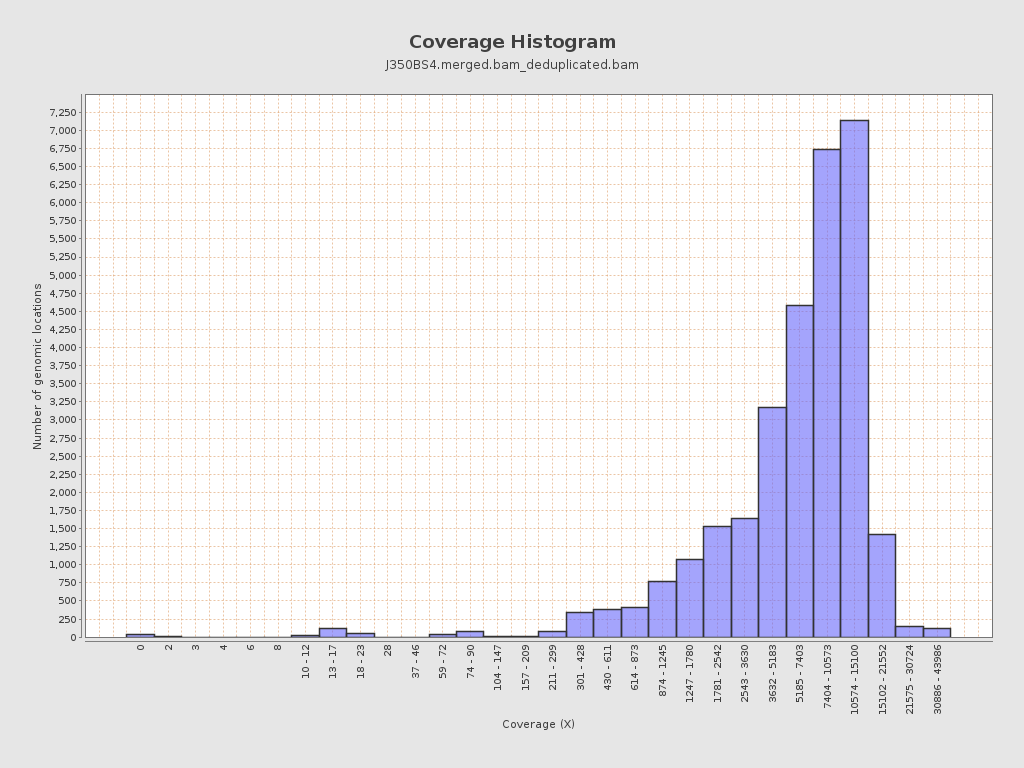 Coverage Histogram
J350BS4.merged.bam_deduplicated.bam
Number of genomic locations
7,250
7,000
6,750
6,500
6,250
6,000
5,750
5,500
5,250
5,000
4,750
4,500
4,250
4,000
3,750
3,500
3,250
3,000
2,750
2,500
2,250
2,000
1,750
1,500
1,250
1,000
750
500
250
0
0
2
3
4
6
8
10 - 12
13 - 17
18 - 23
28
37 - 46
59 - 72
74 - 90
104 - 147
157 - 209
211 - 299
301 - 428
430 - 611
614 - 873
874 - 1245
1247 - 1780
1781 - 2542
2543 - 3630
3632 - 5183
5185 - 7403
7404 - 10573
10574 - 15100
15102 - 21552
21575 - 30724
30886 - 43986
Coverage (X)